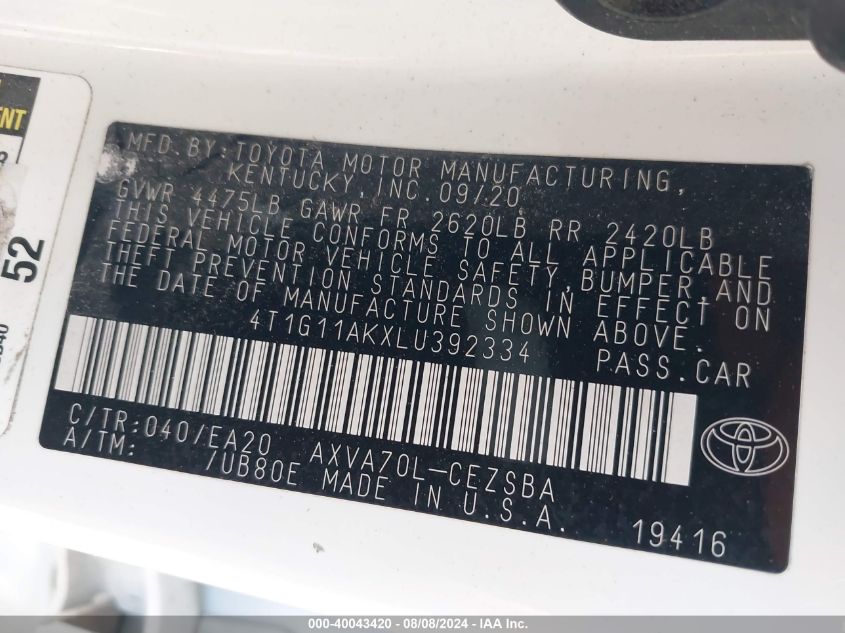 ENT
52
MFD. BY: TOYOTA MOTOR MANUFACTURING,
KENTUCKY, INC. 09/20
GVWR 4475LB GAWR FR 2620LB RR 2420LB
THIS VEHICLE CONFORMS TO ALL APPLICABLE
FEDERAL MOTOR VEHICLE SAFETY, BUMPER, AND
THEFT PREVENTION STANDARDS IN EFFECT ON
THE DATE OF MANUFACTURE SHOWN ABOVE.
4T1G11AKXLU392334 PASS.CAR
C/TR:040/EA20 AXVA70L-CEZSBA
A/TM: /UB80E MADE IN U.S.A.
19416
000-40043420 | 08/08/2024 - IAA Inc.